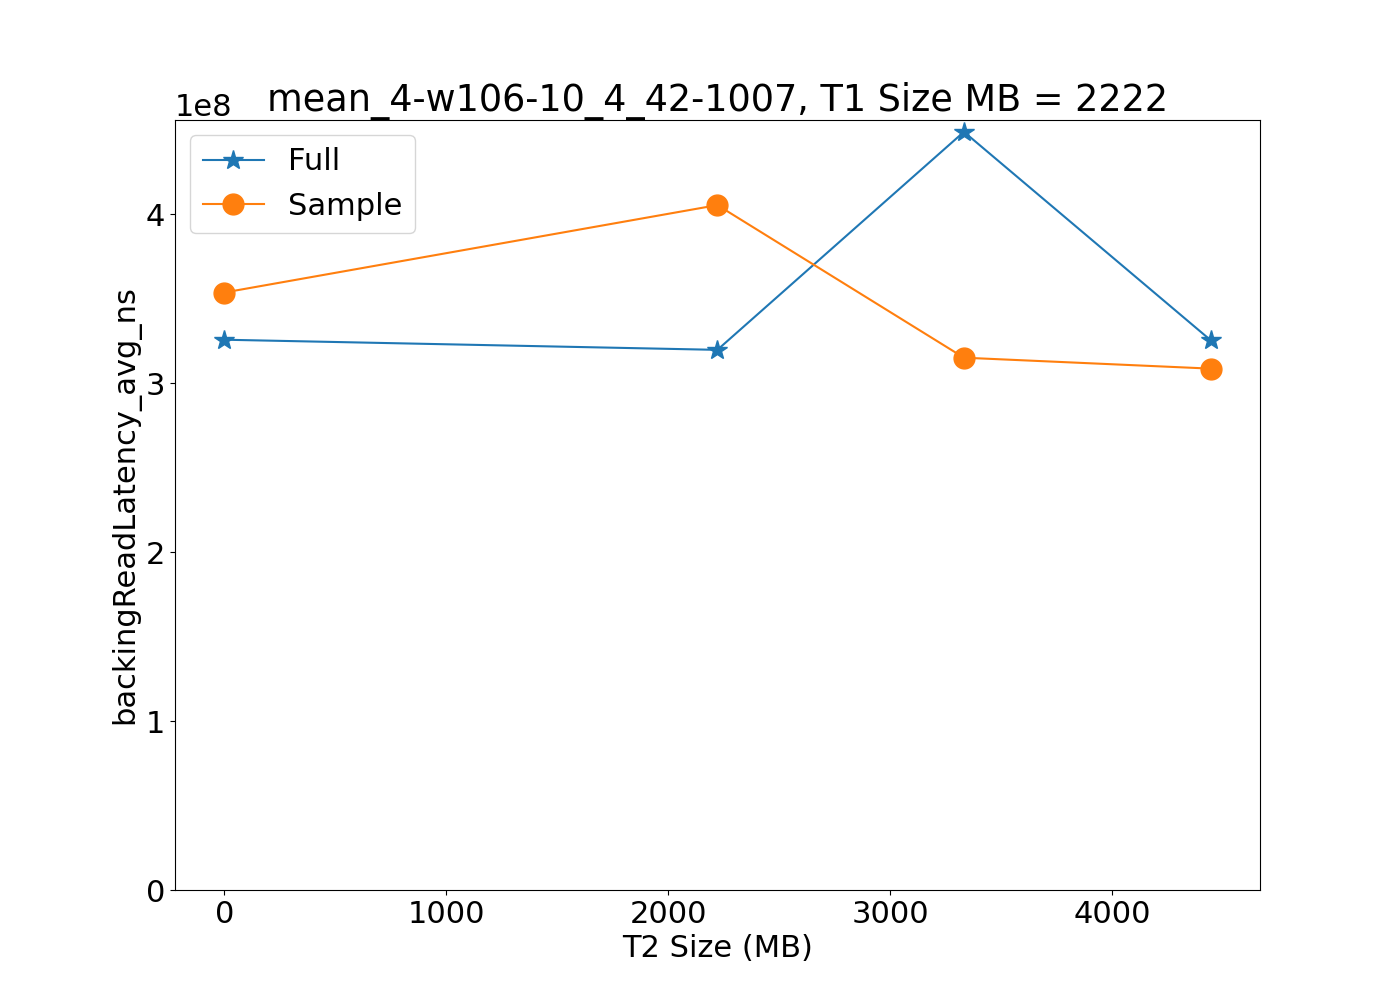 1e8
mean_4-w106-10_4_42-1007, T1 Size MB = 2222
Full
Sample
backingReadLatency_avg_ns
4
3
2
1
0
0 1000 2000 3000 4000
T2 Size (MB)